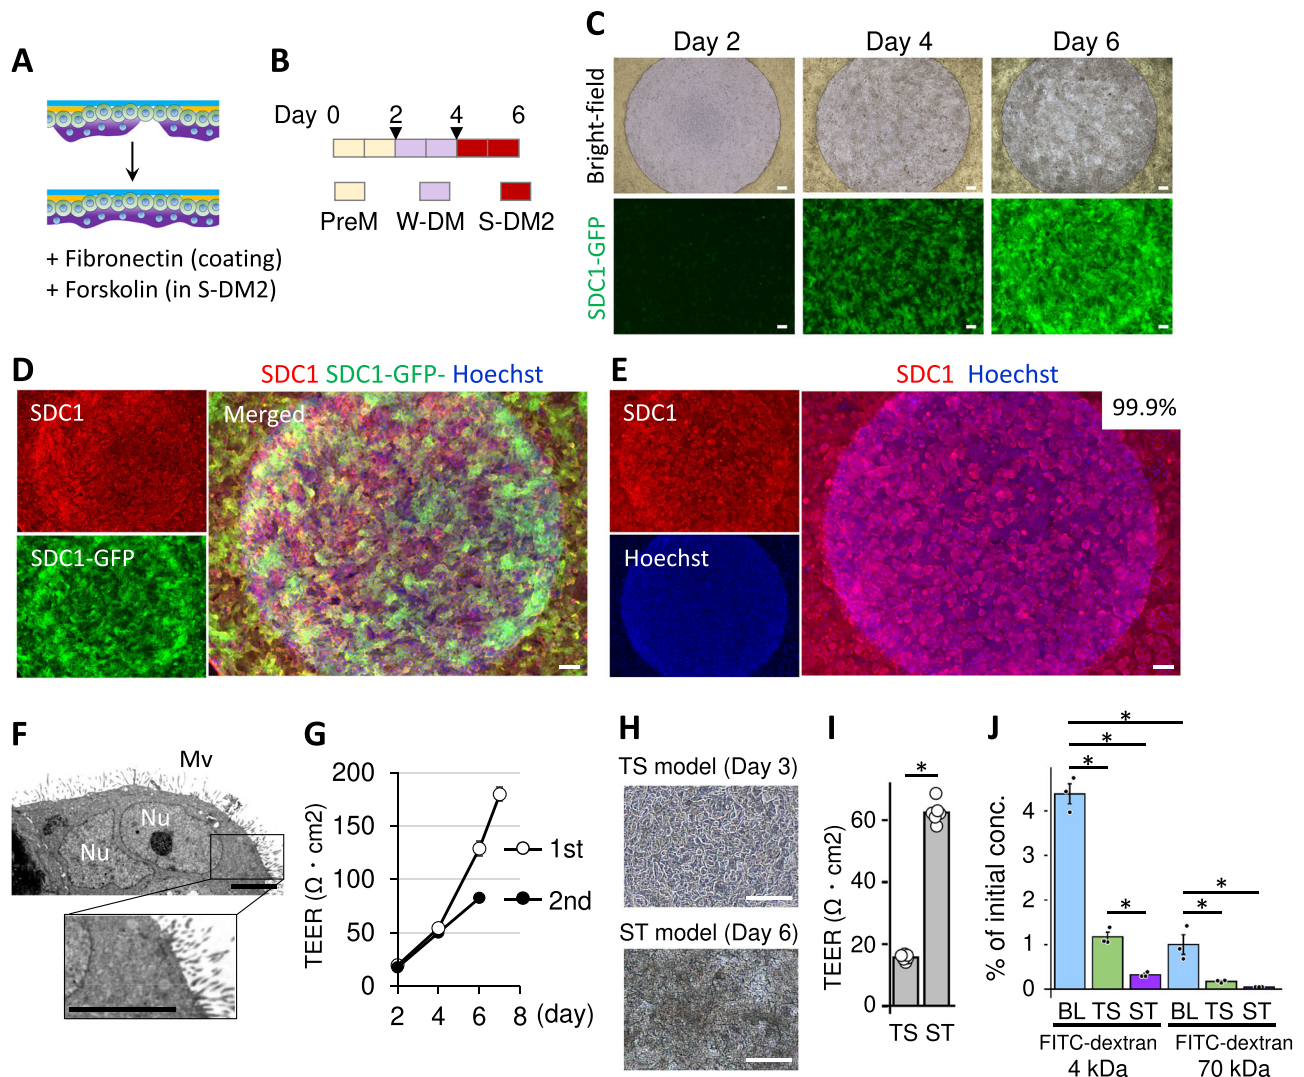 A
+ Fibronectin (coating)
+ Forskolin (in S-DM2)
B
Day 0 2 4 6
PreM W-DM S-DM2
C
Day 2 Day 4 Day 6
Bright-field
SDC1-GFP
D
SDC1 SDC1-GFP- Hoechst
SDC1
Merged
SDC1-GFP
E
SDC1 Hoechst
SDC1
99.9%
Hoechst
F
Mv
Nu
Nu
G
TEER (Ω・cm2)
200
150
100
50
0
2 4 6 8 (day)
1st
2nd
H
TS model (Day 3)
ST model (Day 6)
I
*
TEER (Ω・cm2)
60
20
0
TS ST
J
*
*
*
*
*
*
% of initial conc.
4
3
2
1
0
BL TS ST BL TS ST
FITC-dextran FITC-dextran
4 kDa 70 kDa